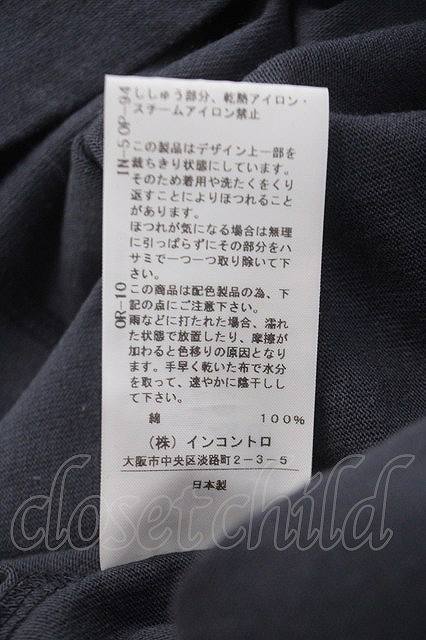 ししゅう部分、乾熱アイロン・
スチームアイロン禁止
IN-5 OP-94
この製品はデザイン上一部を
裁ちきり状態にしています。
そのため着用や洗たくをくり
返すことによりほつれること
があります。
ほつれが気になる場合は無理
に引っぱらずにその部分をハ
サミで一つ一つ取り除いて下
さい。
OR-10
この商品は配色製品の為、下
記の点にご注意下さい。
雨などに打たれた場合、濡れ
た状態で放置したり、摩擦が
加わると色移りの原因となり
ます。手早く乾いた布で水分
を取って、速やかに陰干しし
て下さい。
綿 100%
(株) インコントロ
大阪市中央区淡路町2-3-5
日本製
closetchild